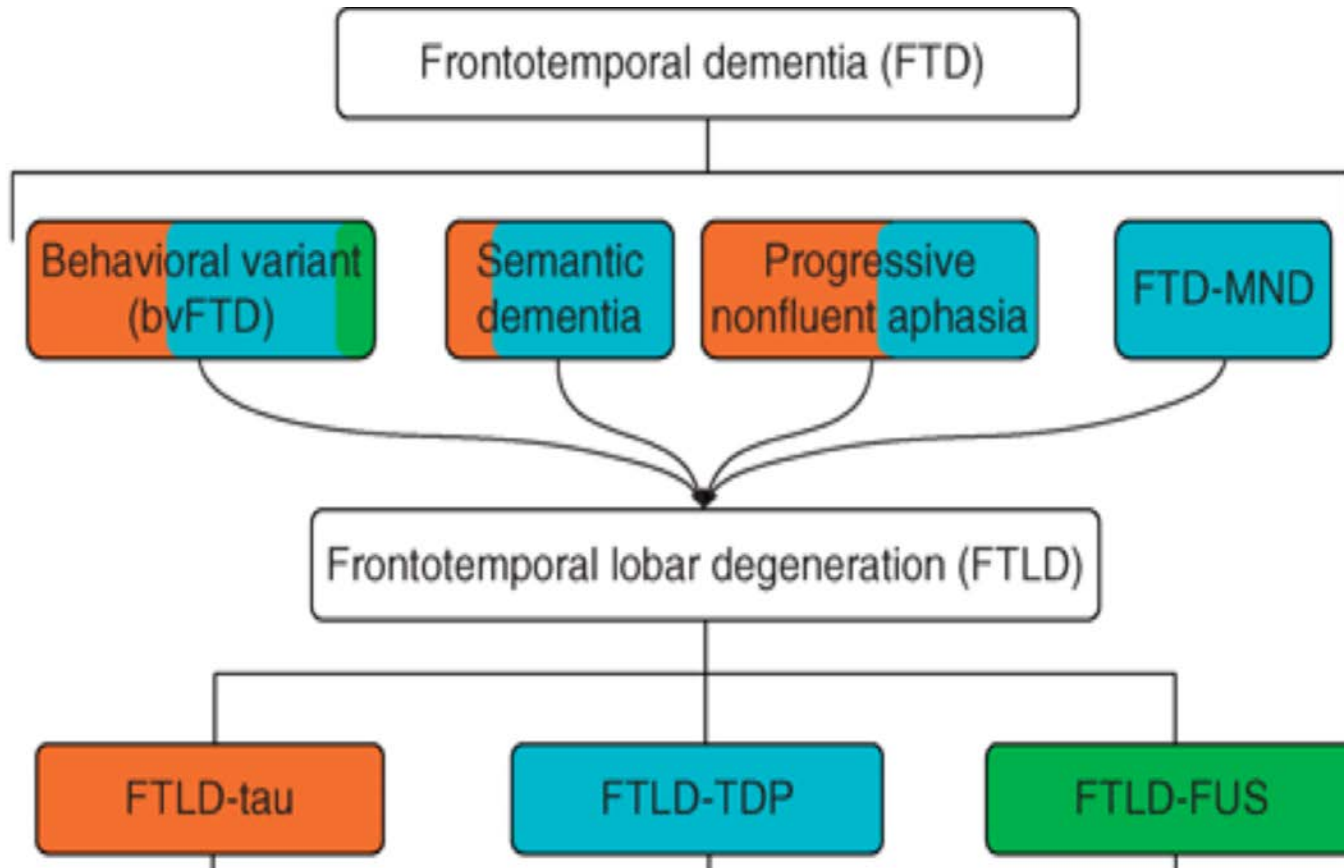 Frontotemporal dementia (FTD)
Behavioral variant
(bvFTD)
Semantic
dementia
Progressive
nonfluent aphasia
FTD-MND
Frontotemporal lobar degeneration (FTLD)
FTLD-tau
FTLD-TDP
FTLD-FUS